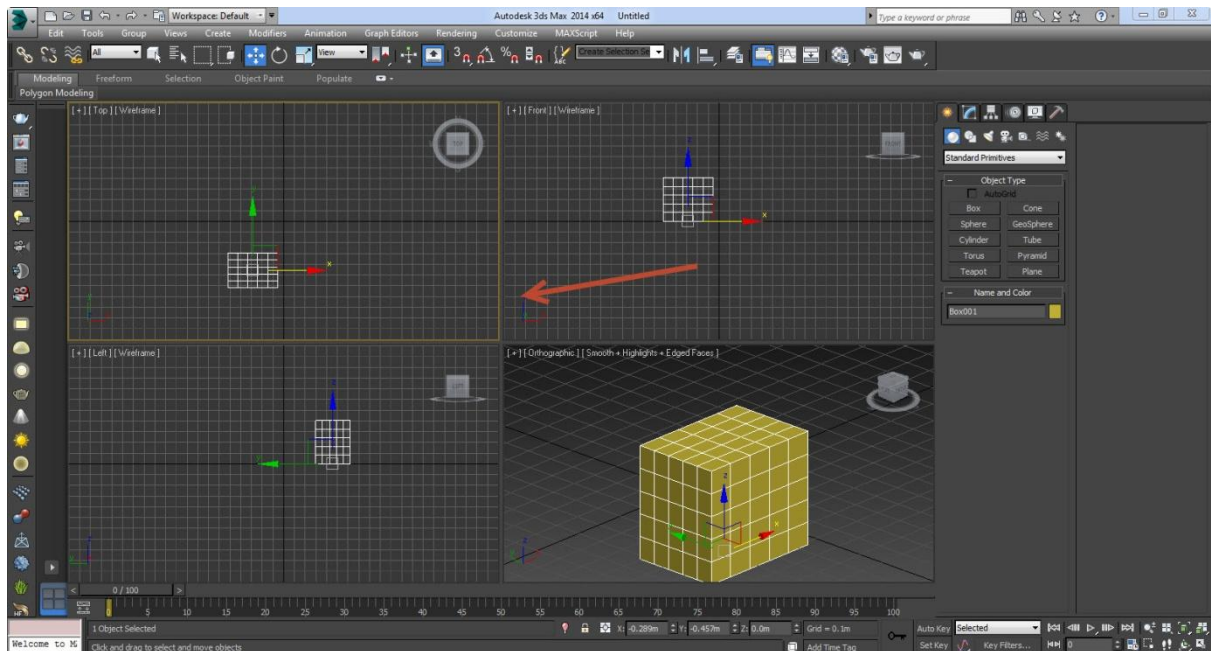 Workspace: Default
Autodesk 3ds Max 2014 x64 Untitled
Type a keyword or phrase
Edit Tools Group Views Create Modifiers Animation Graph Editors Rendering Customize MAXScript Help
All
View
Create Selection Se
Modeling Freeform Selection Object Paint Populate
Polygon Modeling
[+][Top][Wireframe]
TOP
[+][Front][Wireframe]
FRONT
Standard Primitives
Object Type
AutoGrid
Box Cone
Sphere GeoSphere
Cylinder Tube
Torus Pyramid
Teapot Plane
Name and Color
Box001
[+][Left][Wireframe]
LEFT
[+][Orthographic][Smooth + Highlights + Edged Faces]
0 / 100
0 5 10 15 20 25 30 35 40 45 50 55 60 65 70 75 80 85 90 95 100
1 Object Selected
X: -0.289m Y: -0.457m Z: 0.0m Grid = 0.1m
Auto Key Selected
Welcome to M
Click and drag to select and move objects
Add Time Tag
Set Key Key Filters... 0